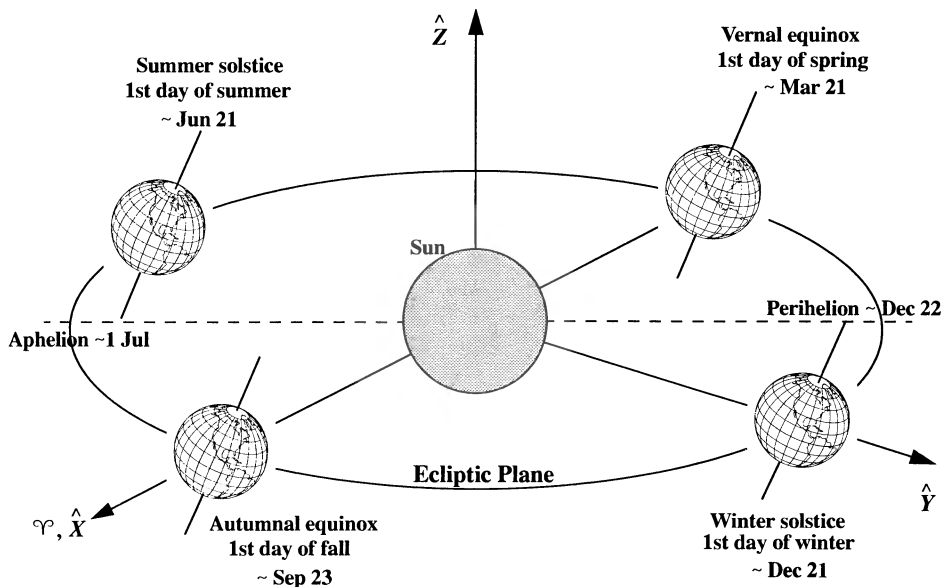 Ẑ
Vernal equinox
1st day of spring
~ Mar 21
Summer solstice
1st day of summer
~ Jun 21
Sun
Perihelion ~ Dec 22
Aphelion ~1 Jul
Ecliptic Plane
♈, X̂
Ŷ
Autumnal equinox
1st day of fall
~ Sep 23
Winter solstice
1st day of winter
~ Dec 21